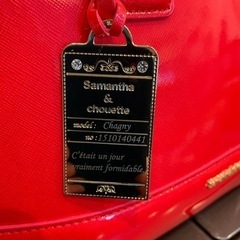 Samantha
&
chouette
model: Chagny
no: 1510140441
C'était un jour
vraiment formidable.